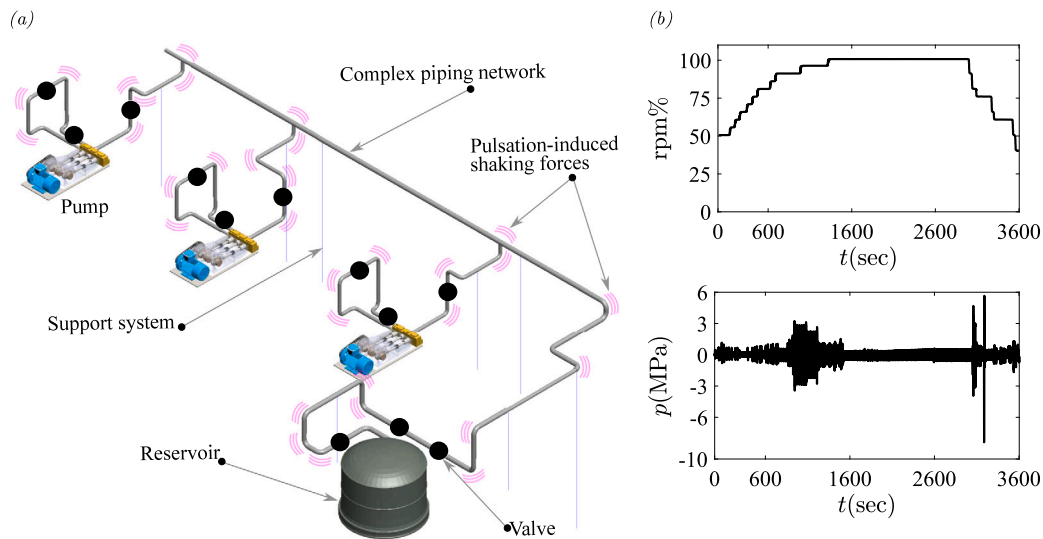 (a)
Complex piping network
Pulsation-induced
shaking forces
Pump
Support system
Reservoir
Valve
(b)
100
75
50
25
0
rpm%
0 600 1600 2600 3600
t(sec)
6
3
0
-3
-6
-10
p(MPa)
0 600 1600 2600 3600
t(sec)